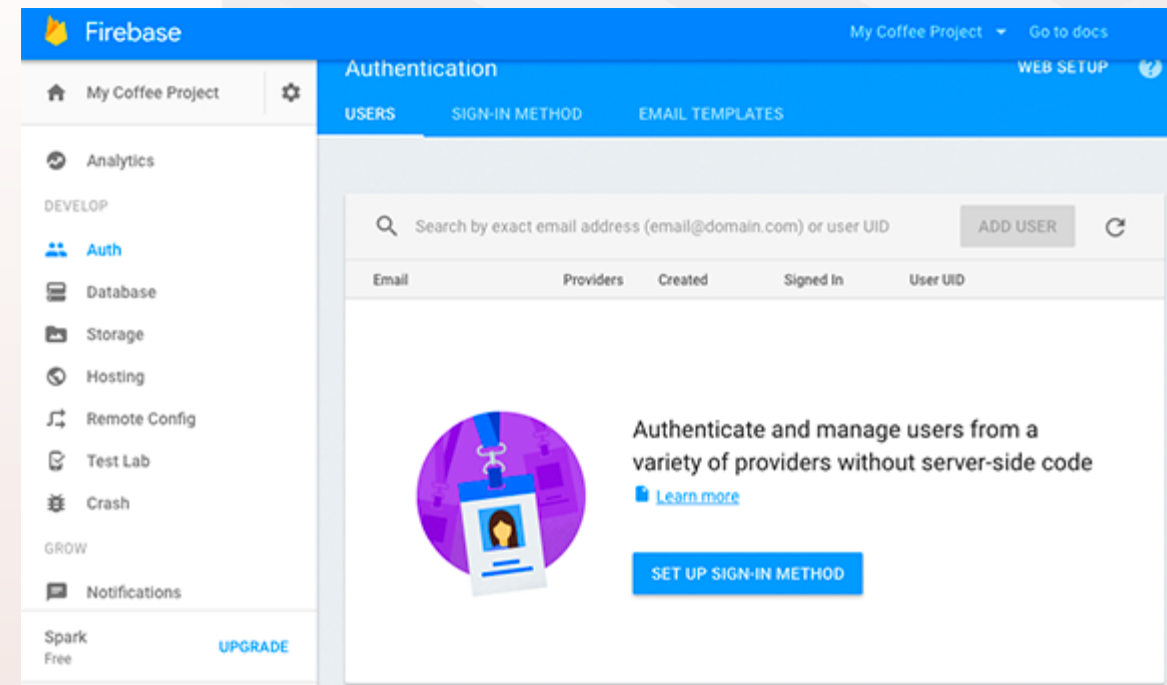 Firebase
My Coffee Project Go to docs
My Coffee Project
Analytics
DEVELOP
Auth
Database
Storage
Hosting
Remote Config
Test Lab
Crash
GROW
Notifications
Spark
Free
UPGRADE
Authentication
WEB SETUP ?
USERS SIGN-IN METHOD EMAIL TEMPLATES
Search by exact email address (email@domain.com) or user UID ADD USER
Email Providers Created Signed In User UID
Authenticate and manage users from a
variety of providers without server-side code
Learn more
SET UP SIGN-IN METHOD